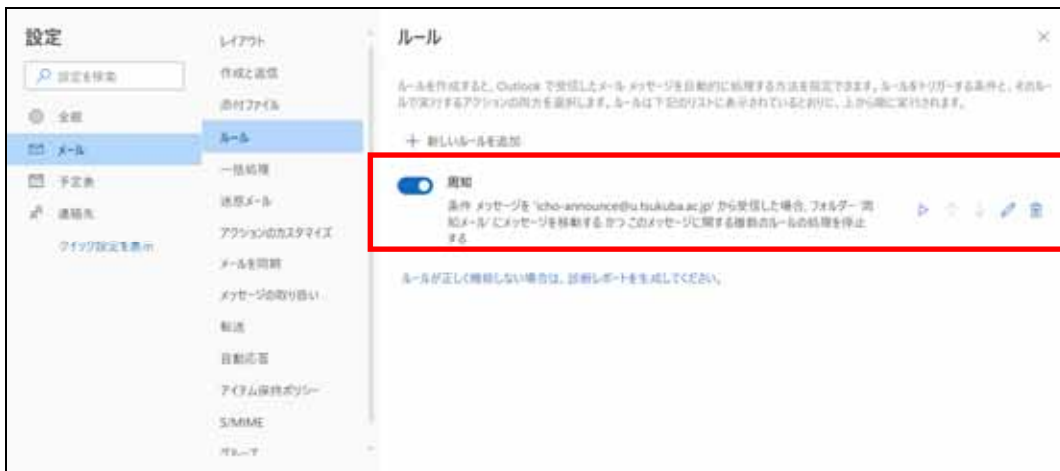 設定
設定を検索
全般
メール
予定表
連絡先
クイック設定を表示
レイアウト
作成と返信
添付ファイル
ルール
一括処理
迷惑メール
アクションのカスタマイズ
メールを同期
メッセージの取り扱い
転送
自動応答
アイテム保持ポリシー
S/MIME
グループ
ルール
ルールを作成すると、Outlook で受信したメール メッセージを自動的に処理する方法を指定できます。ルールをトリガーする条件と、そのルー
ルで実行するアクションの両方を選択します。ルールは下記のリストに表示されているとおりに、上から順に実行されます。
＋ 新しいルールを追加
周知
条件 メッセージを 'icho-announce@u.tsukuba.ac.jp' から受信した場合、フォルダー '周
知メール' にメッセージを移動する かつ このメッセージに関する複数のルールの処理を停止
する
ルールが正しく機能しない場合は、診断レポートを生成してください。